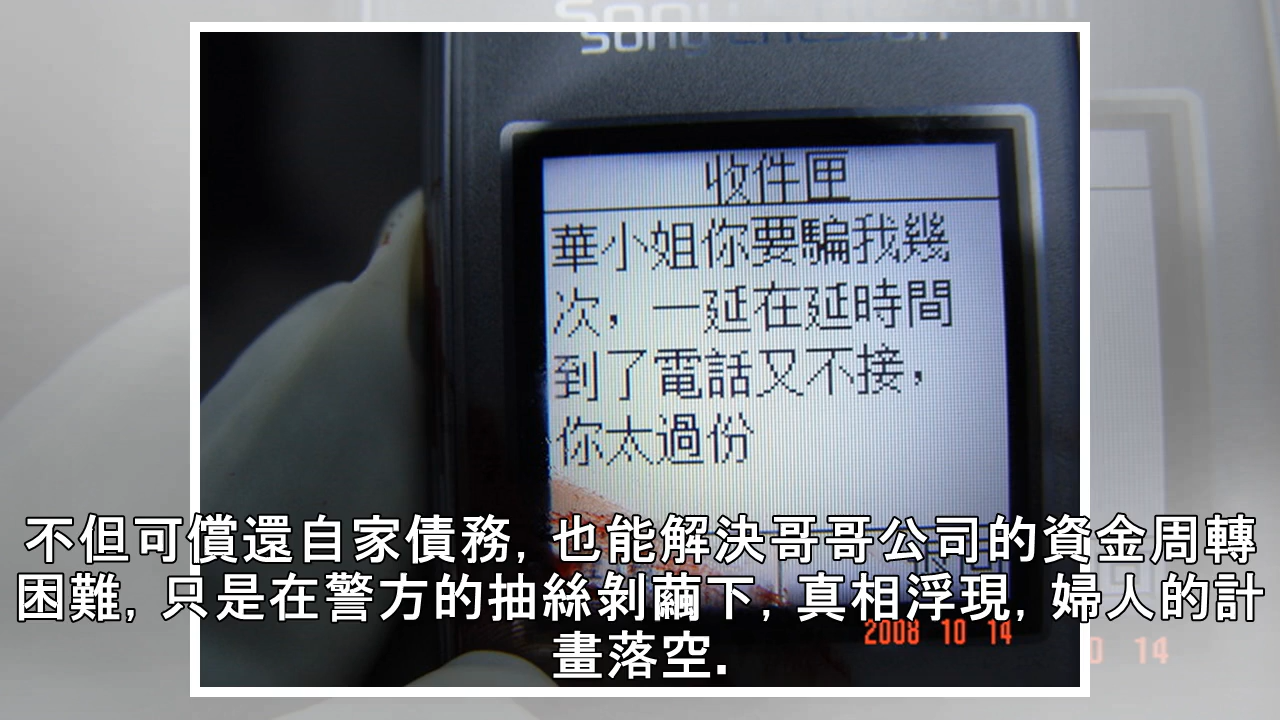 Sony Ericsson
收件匣
華小姐你要騙我幾
次，一延在延時間
到了電話又不接，
你太過份
不但可償還自家債務, 也能解決哥哥公司的資金周轉
困難, 只是在警方的抽絲剝繭下, 真相浮現, 婦人的計
畫落空.
2008 10 14